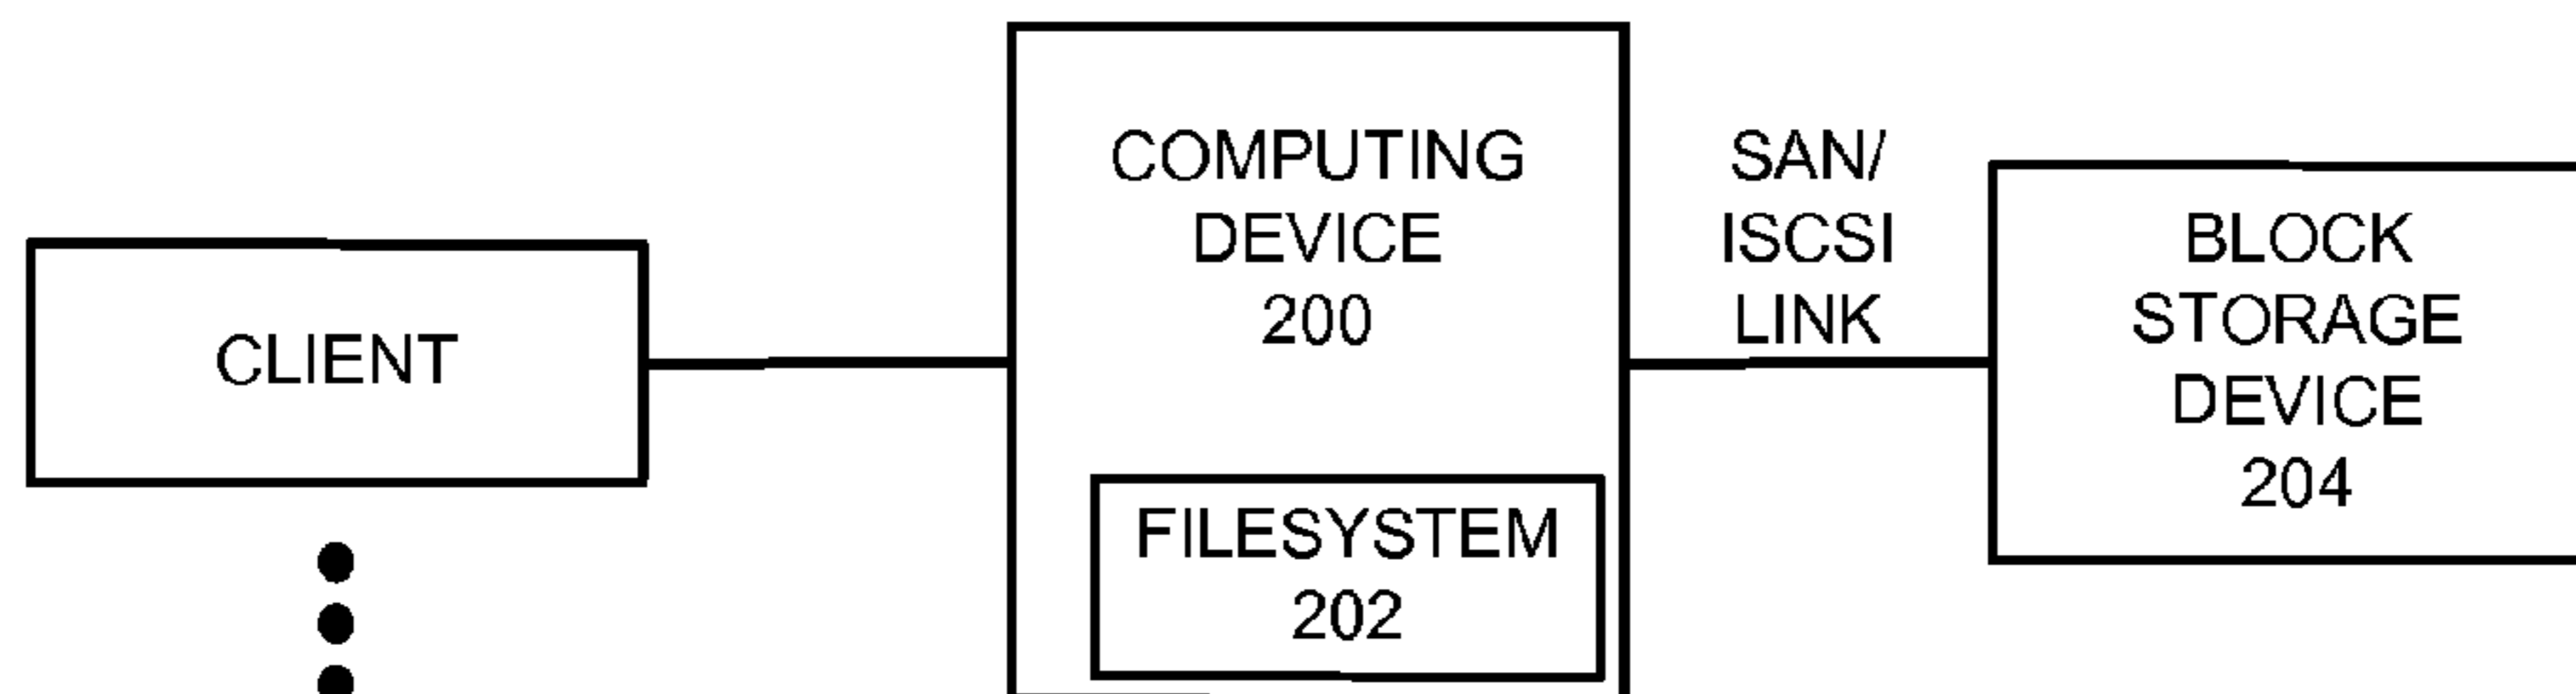 CLIENT
COMPUTING
DEVICE
200
FILESYSTEM
202
SAN/
ISCSI
LINK
BLOCK
STORAGE
DEVICE
204